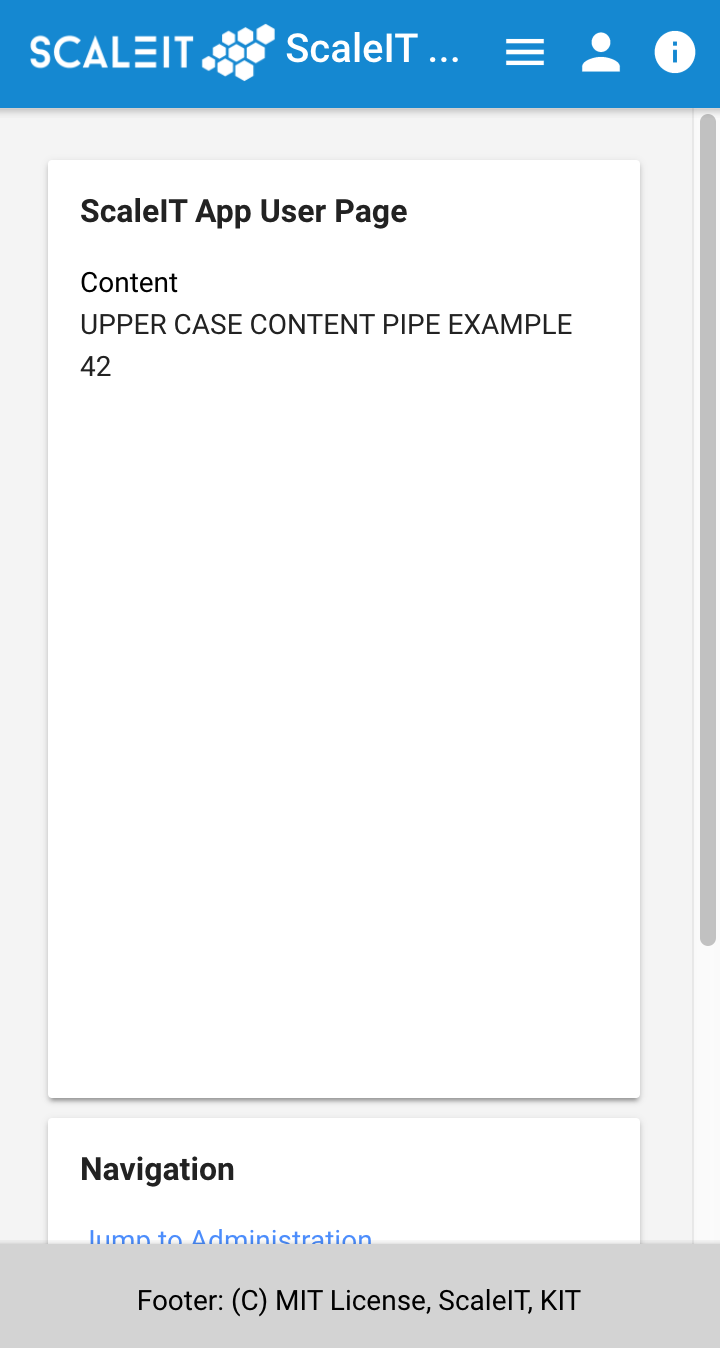 SCALEIT ScaleIT ...
ScaleIT App User Page
Content
UPPER CASE CONTENT PIPE EXAMPLE
42
Navigation
Jump to Administration
Footer: (C) MIT License, ScaleIT, KIT